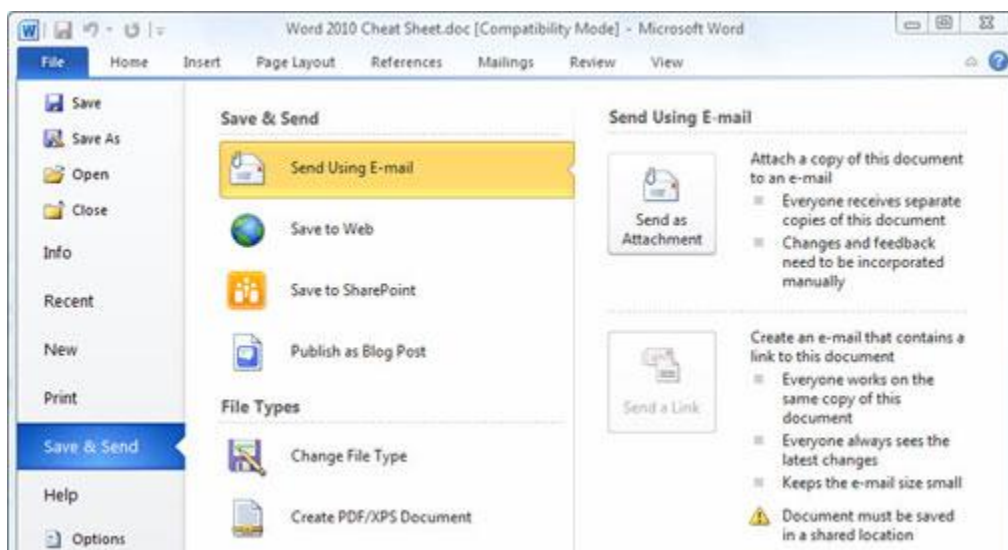 Word 2010 Cheat Sheet.doc [Compatibility Mode] - Microsoft Word
File Home Insert Page Layout References Mailings Review View
Save
Save As
Open
Close
Info
Recent
New
Print
Save & Send
Help
Options
Save & Send
Send Using E-mail
Save to Web
Save to SharePoint
Publish as Blog Post
File Types
Change File Type
Create PDF/XPS Document
Send Using E-mail
Send as
Attachment
Attach a copy of this document
to an e-mail
Everyone receives separate
copies of this document
Changes and feedback
need to be incorporated
manually
Send a Link
Create an e-mail that contains a
link to this document
Everyone works on the
same copy of this
document
Everyone always sees the
latest changes
Keeps the e-mail size small
Document must be saved
in a shared location